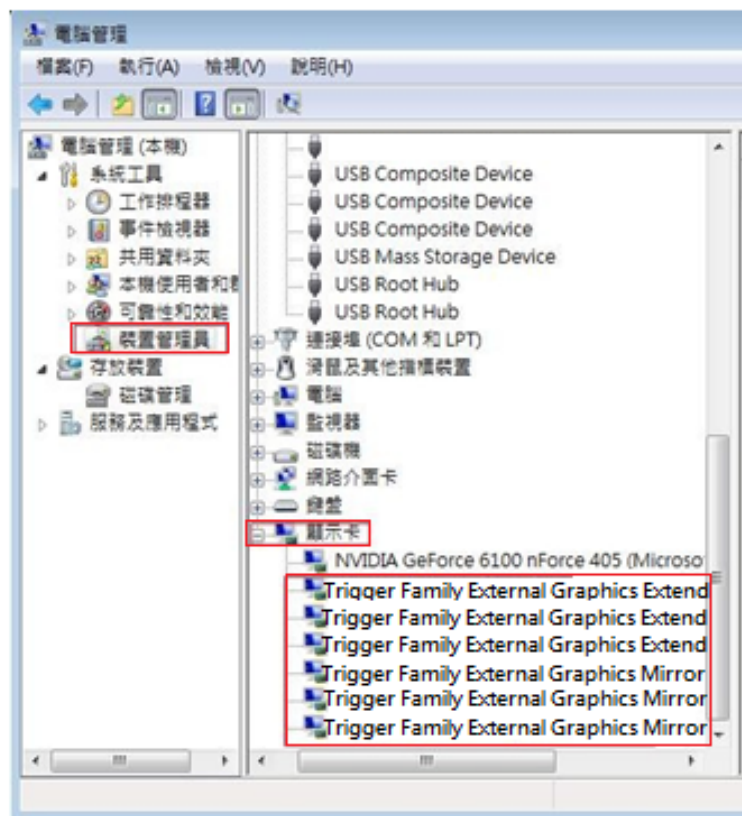 電腦管理
檔案(F) 執行(A) 檢視(V) 說明(H)
電腦管理 (本機)
系統工具
工作排程器
事件檢視器
共用資料夾
本機使用者和群
可靠性和效能
裝置管理員
存放裝置
磁碟管理
服務及應用程式
USB Composite Device
USB Composite Device
USB Composite Device
USB Mass Storage Device
USB Root Hub
USB Root Hub
連接埠 (COM 和 LPT)
滑鼠及其他指標裝置
電腦
監視器
磁碟機
網路介面卡
鍵盤
顯示卡
NVIDIA GeForce 6100 nForce 405 (Microso
Trigger Family External Graphics Extend
Trigger Family External Graphics Extend
Trigger Family External Graphics Extend
Trigger Family External Graphics Mirror
Trigger Family External Graphics Mirror
Trigger Family External Graphics Mirror